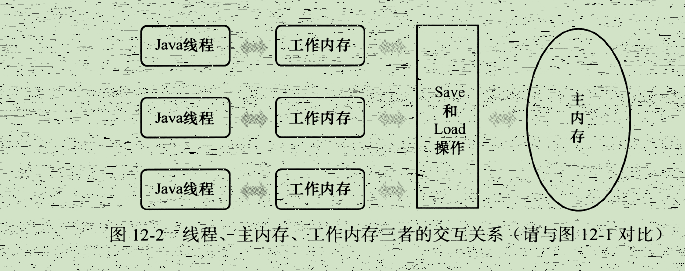 Java线程
工作内存
Java线程
工作内存
Java线程
工作内存
Save
和
Load
操作
主
内
存
图 12-2 线程、主内存、工作内存三者的交互关系（请与图 12-1 对比）